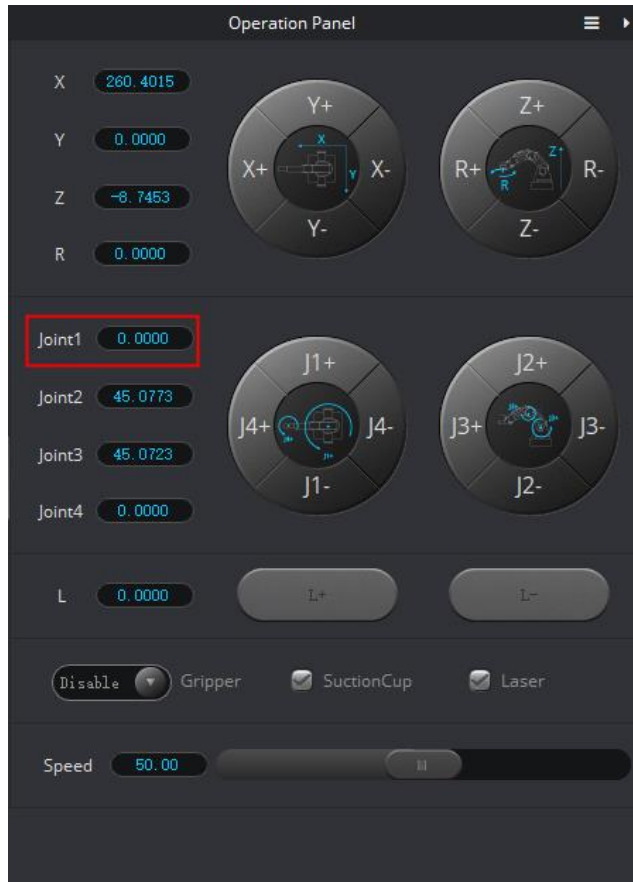 Operation Panel
X 260.4015
Y 0.0000
Z -8.7453
R 0.0000
Y+
X+ X Y X-
Y-
Z+
R+ Z R R-
Z-
Joint1 0.0000
Joint2 45.0773
Joint3 45.0723
Joint4 0.0000
J1+
J4+ J4-
J1-
J2+
J3+ J3-
J2-
L 0.0000 L+ L-
Disable Gripper SuctionCup Laser
Speed 50.00